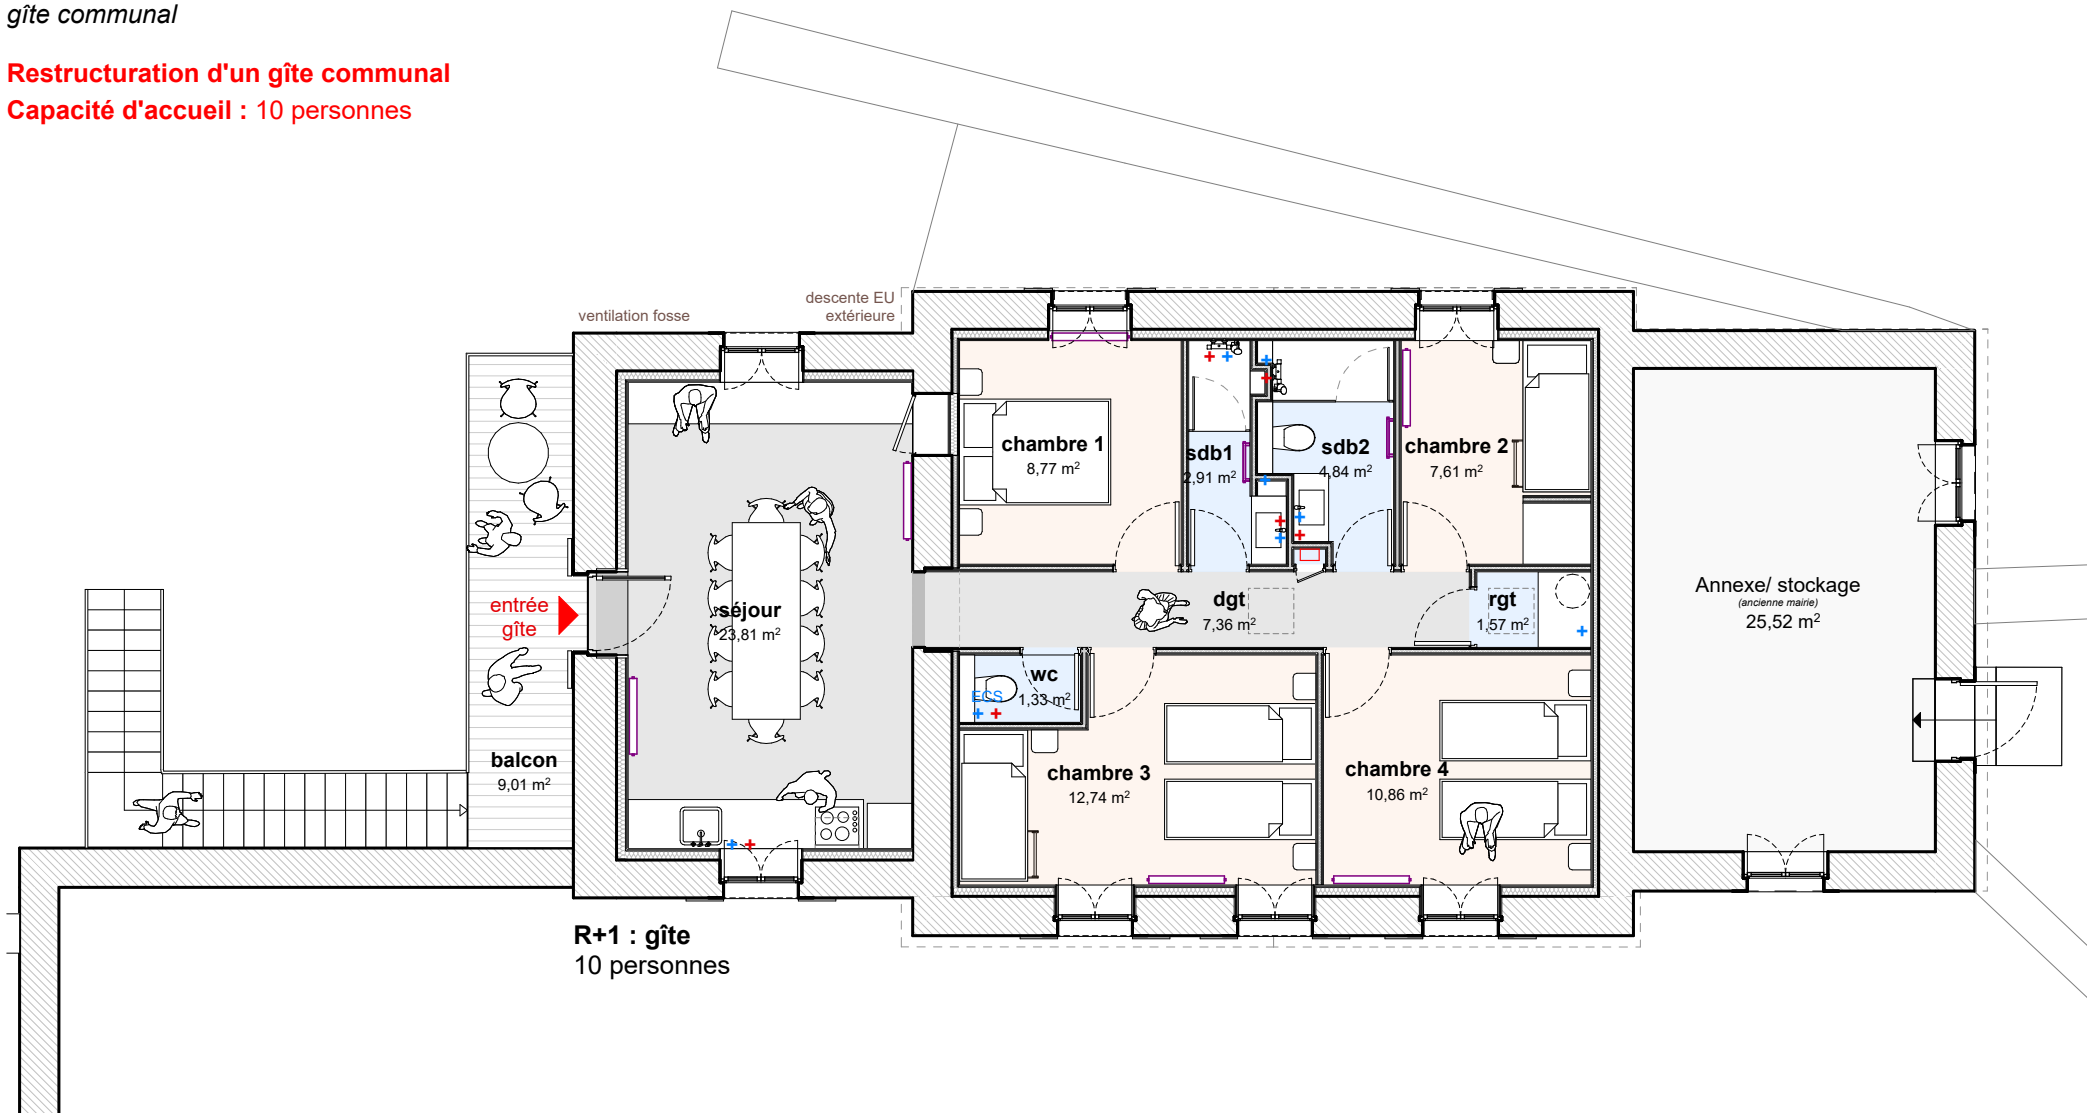 gîte communal
Restructuration d'un gîte communal
Capacité d'accueil : 10 personnes
descente EU
extérieure
ventilation fosse
chambre 1
8,77 m²
sdb1
2,91 m²
sdb2
4,84 m²
chambre 2
7,61 m²
entrée
gîte
séjour
23,81 m²
dgt
7,36 m²
rgt
1,57 m²
Annexe/ stockage
(ancienne mairie)
25,52 m²
wc
1,33 m²
ECS
balcon
9,01 m²
chambre 3
12,74 m²
chambre 4
10,86 m²
R+1 : gîte
10 personnes